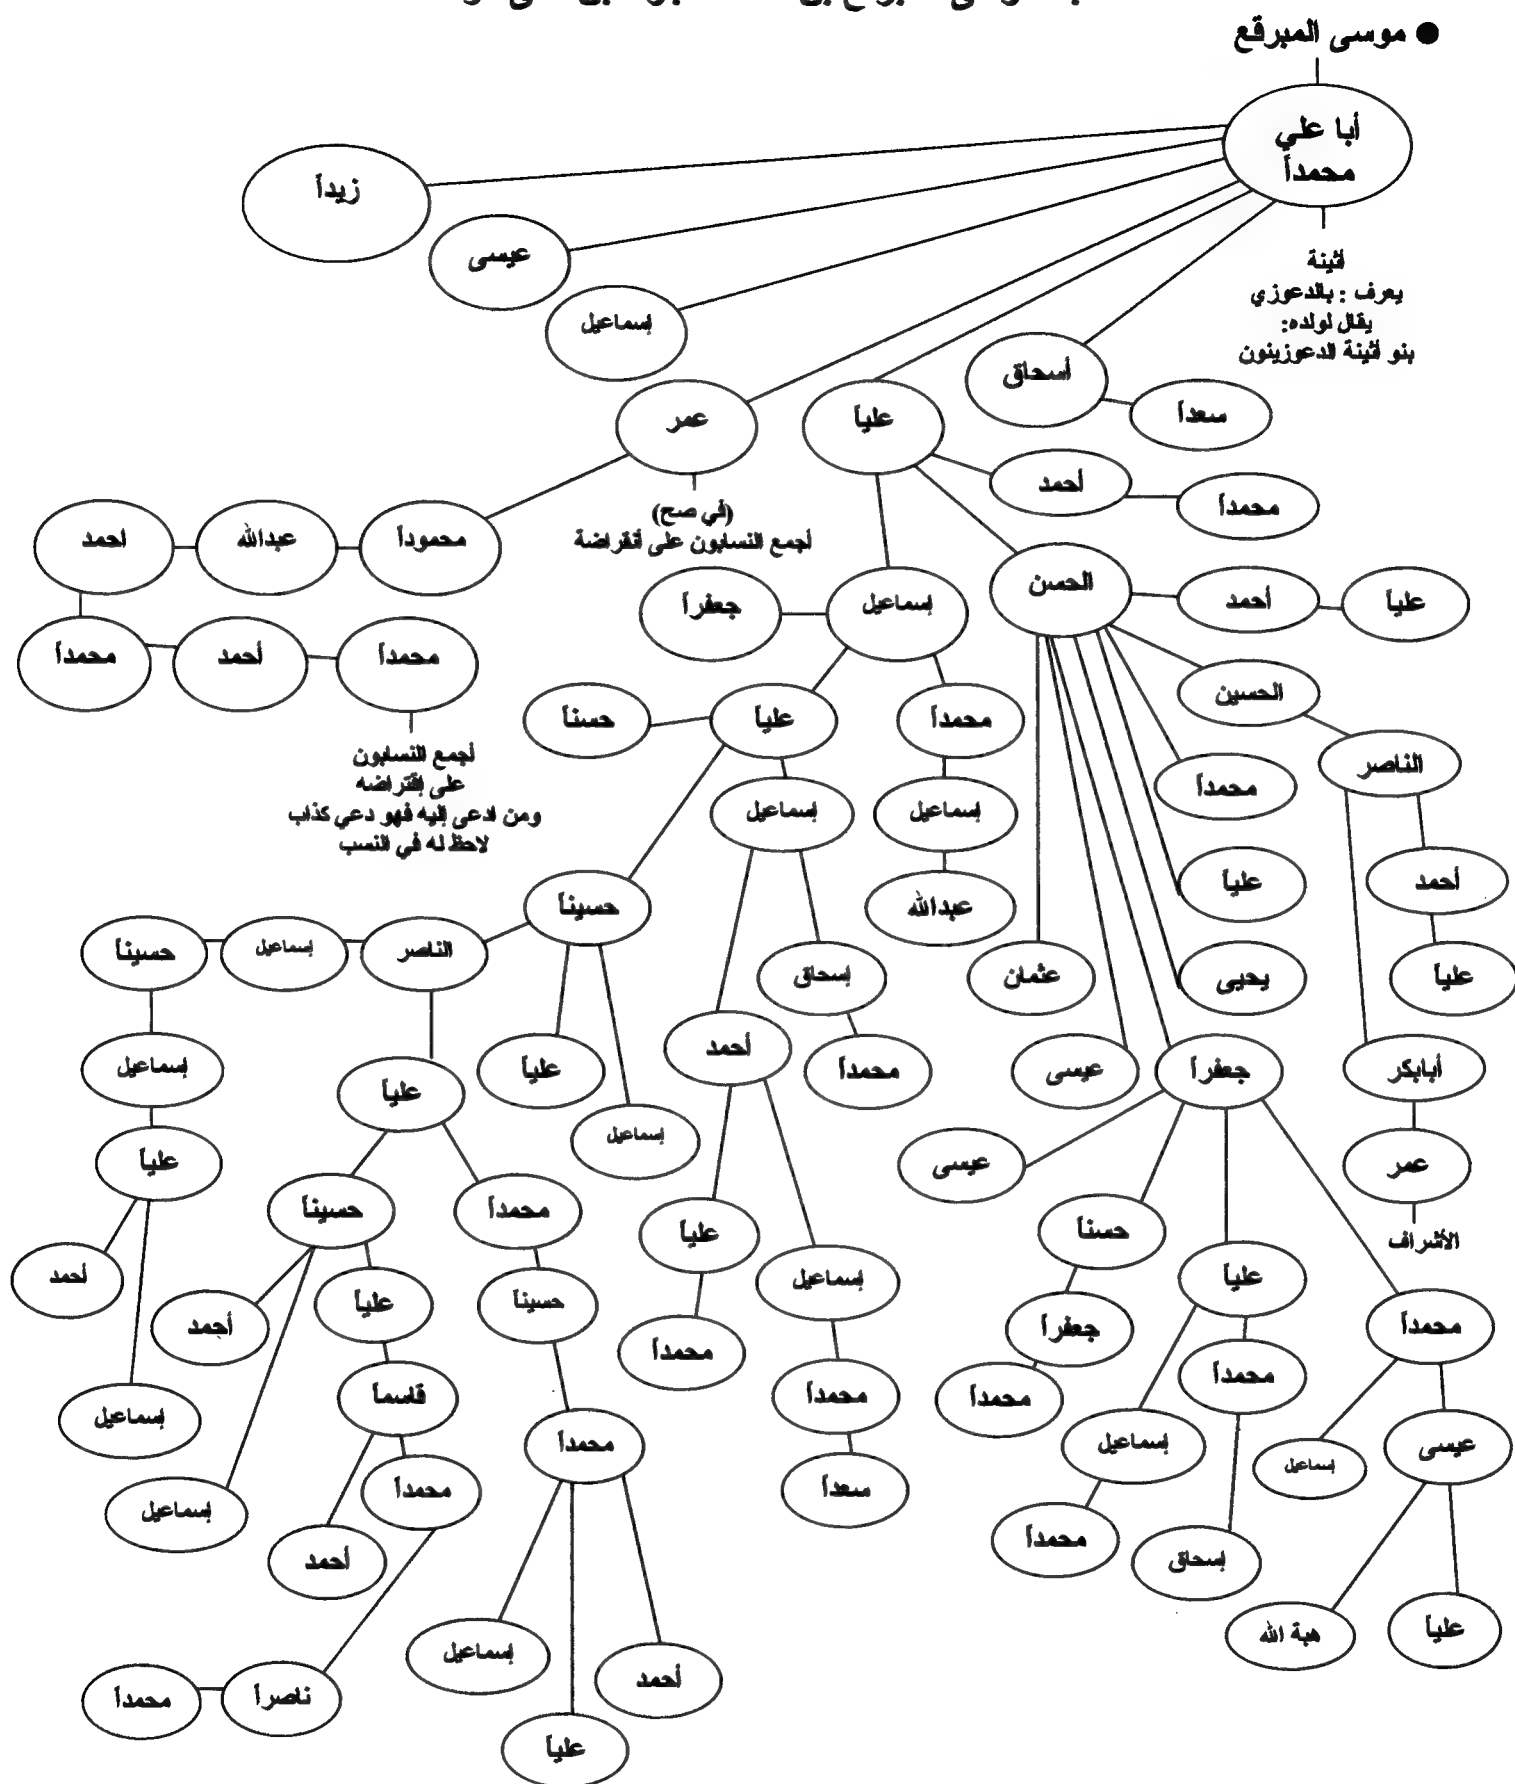 ● موسى المبرقع
أبا علي
محمداً
زيداً
عيسى
إسماعيل
أثينة
يعرف : بالدعوزي
يقال لولده:
بنو أثينة الدعوزينون
أسحاق
سعداً
عمر
علياً
أحمد
محمداً
(في صح)
أجمع النسابون على أنقراضة
محموداً
عبدالله
احمد
الحسن
أحمد
علياً
إسماعيل
جعفراً
محمداً
أحمد
محمداً
الحسين
أجمع النسابون
على إنقراضه
ومن ادعى إليه فهو دعي كذاب
لاحظ له في النسب
محمداً
علياً
حسناً
الناصر
محمداً
إسماعيل
إسماعيل
أحمد
علياً
عبدالله
حسيناً
الناصر
إسماعيل
حسيناً
علياً
يحيى
عثمان
إسحاق
أبابكر
جعفراً
عيسى
محمداً
أحمد
علياً
إسماعيل
علياً
إسماعيل
عمر
عيسى
علياً
الأشراف
حسناً
علياً
محمداً
حسيناً
أحمد
علياً
إسماعيل
حسيناً
علياً
أحمد
محمداً
جعفراً
محمداً
محمداً
محمداً
محمداً
قاسماً
إسماعيل
عيسى
إسماعيل
إسماعيل
محمداً
سعداً
محمداً
إسماعيل
إسحاق
محمداً
أحمد
علياً
هبة الله
أحمد
إسماعيل
ناصراً
محمداً
علياً